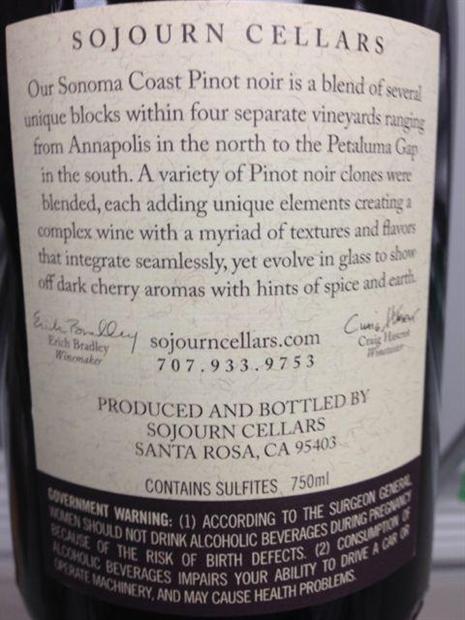 SOJOURN CELLARS
Our Sonoma Coast Pinot noir is a blend of several
unique blocks within four separate vineyards ranging
from Annapolis in the north to the Petaluma Gap
in the south. A variety of Pinot noir clones were
blended, each adding unique elements creating a
complex wine with a myriad of textures and flavors
that integrate seamlessly, yet evolve in glass to show
off dark cherry aromas with hints of spice and earth.
Erich Bradley
Erich Bradley
Winemaker
sojourncellars.com
707.933.9753
Craig Haserot
Winetaster
PRODUCED AND BOTTLED BY
SOJOURN CELLARS
SANTA ROSA, CA 95403
CONTAINS SULFITES 750ml
GOVERNMENT WARNING: (1) ACCORDING TO THE SURGEON GENERAL
WOMEN SHOULD NOT DRINK ALCOHOLIC BEVERAGES DURING PREGNANCY
BECAUSE OF THE RISK OF BIRTH DEFECTS. (2) CONSUMPTION OF
ALCOHOLIC BEVERAGES IMPAIRS YOUR ABILITY TO DRIVE A CAR OR
OPERATE MACHINERY, AND MAY CAUSE HEALTH PROBLEMS.